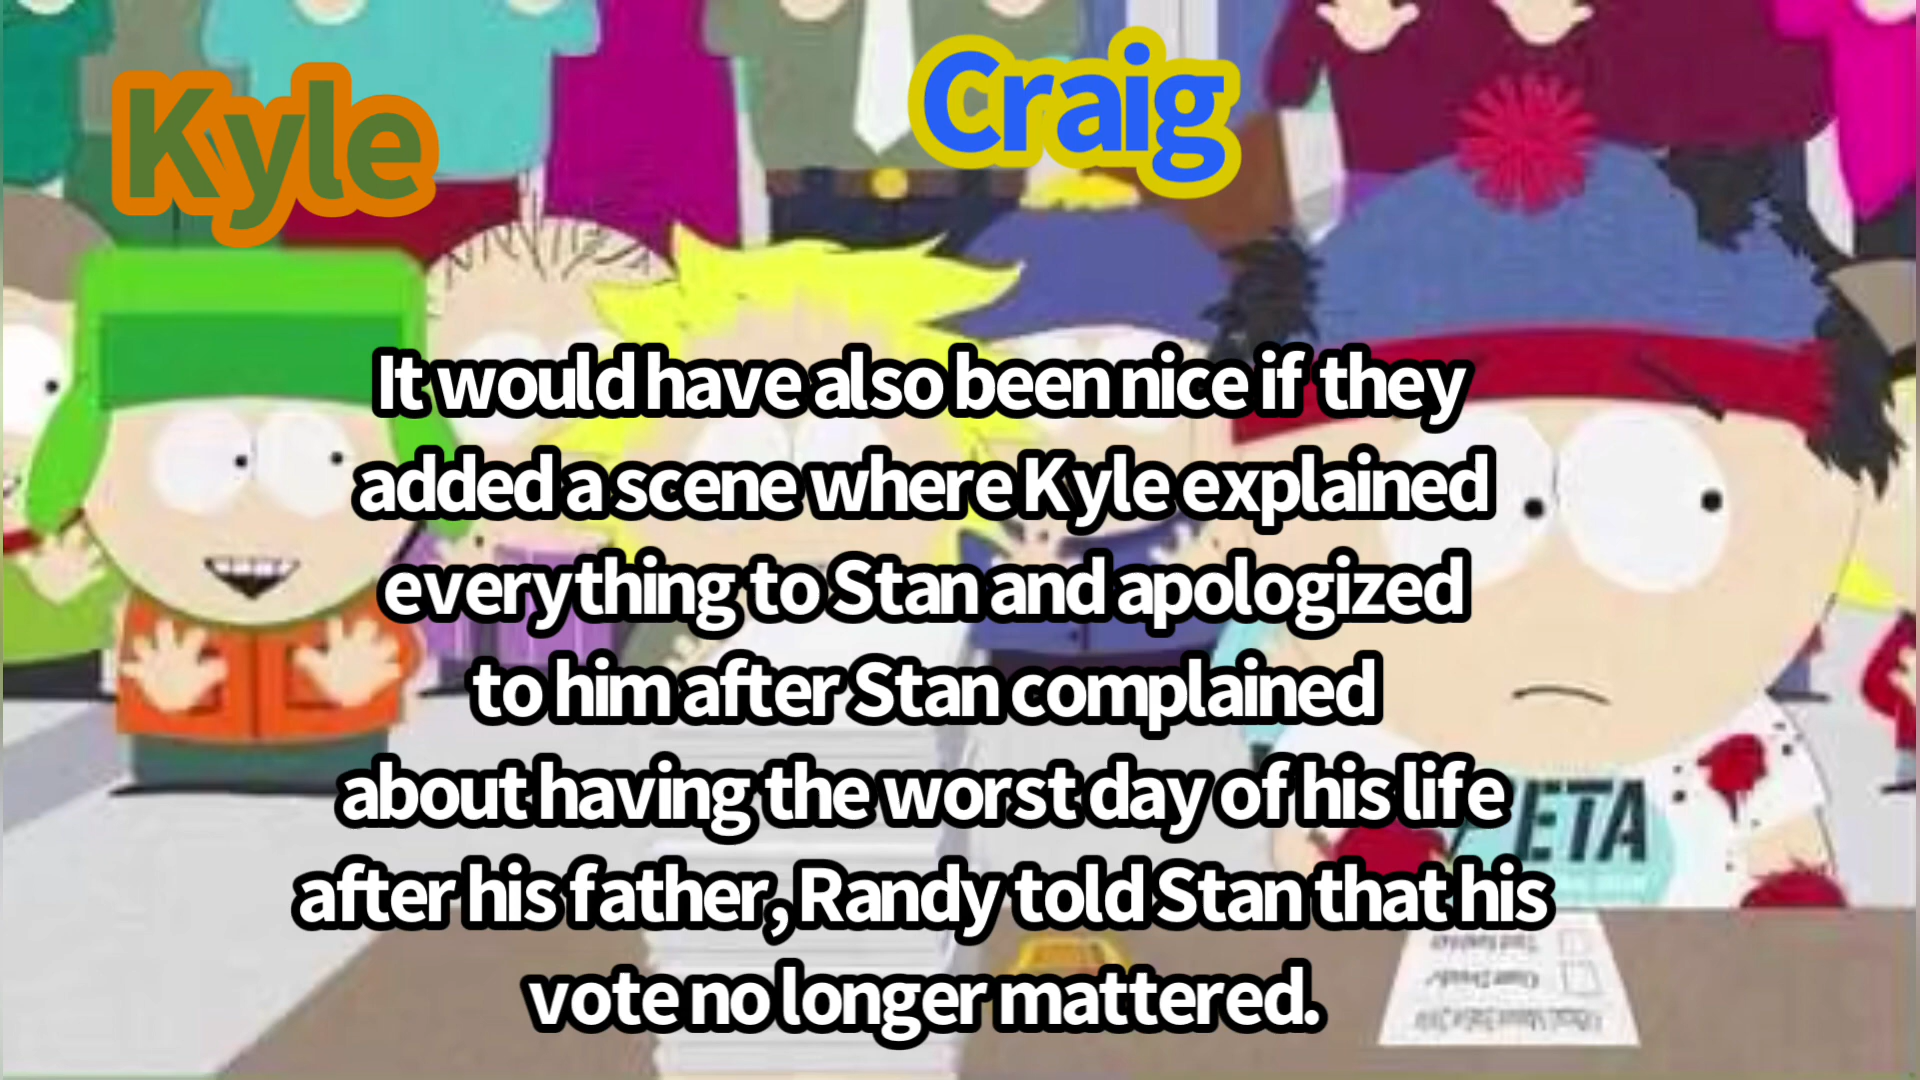 Kyle
Craig
It would have also been nice if they
added a scene where Kyle explained
everything to Stan and apologized
to him after Stan complained
about having the worst day of his life
after his father, Randy told Stan that his
vote no longer mattered.
PETA